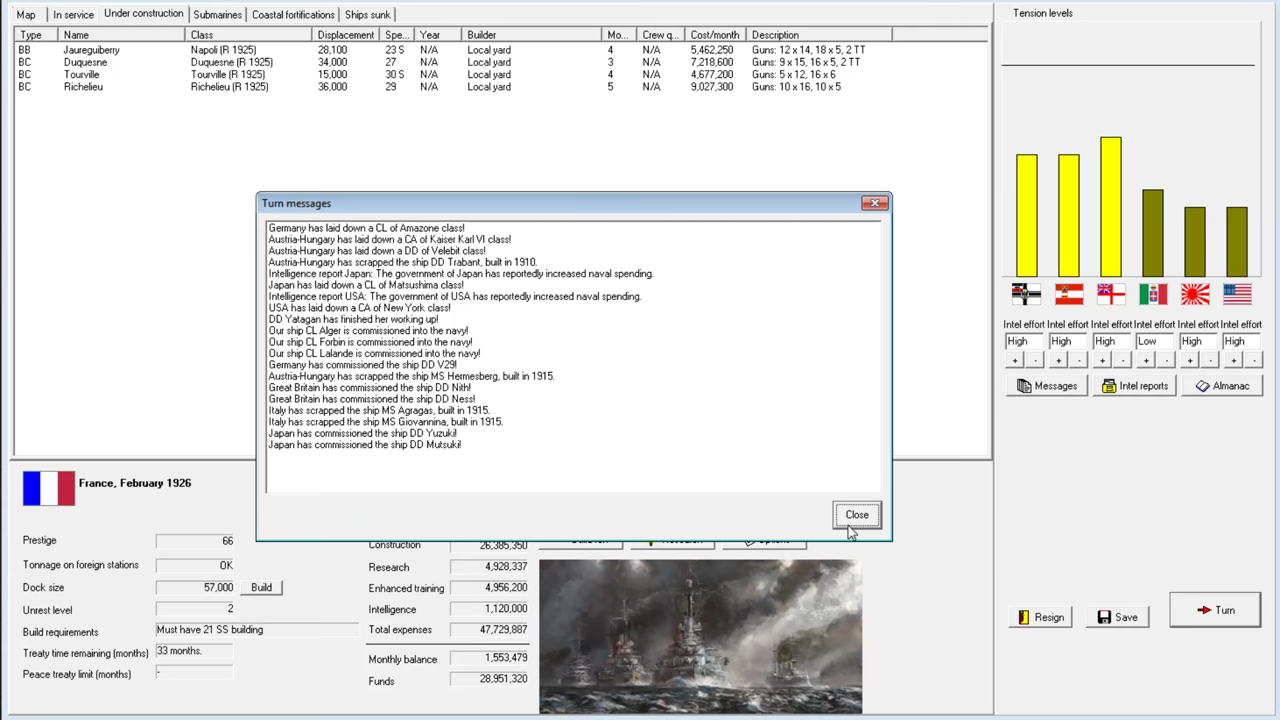 Map In service Under construction Submarines Coastal fortifications Ships sunk
Type Name Class Displacement Spe... Year Builder Mo... Crew q... Cost/month Description
BB Jaureguiberry Napoli (R 1925) 28,100 23 S N/A Local yard 4 N/A 5,462,250 Guns: 12 x 14, 18 x 5, 2 TT
BC Duquesne Duquesne (R 1925) 34,000 27 N/A Local yard 3 N/A 7,218,600 Guns: 9 x 15, 16 x 5, 2 TT
BC Tourville Tourville (R 1925) 15,000 30 S N/A Local yard 4 N/A 4,677,200 Guns: 5 x 12, 16 x 6
BC Richelieu Richelieu (R 1925) 36,000 29 N/A Local yard 5 N/A 9,027,300 Guns: 10 x 16, 10 x 5
Turn messages
Germany has laid down a CL of Amazone class!
Austria-Hungary has laid down a CA of Kaiser Karl VI class!
Austria-Hungary has laid down a DD of Velebit class!
Austria-Hungary has scrapped the ship DD Trabant, built in 1910.
Intelligence report Japan: The government of Japan has reportedly increased naval spending.
Japan has laid down a CL of Matsushima class!
Intelligence report USA: The government of USA has reportedly increased naval spending.
USA has laid down a CA of New York class!
DD Yatagan has finished her working up!
Our ship CL Alger is commissioned into the navy!
Our ship CL Forbin is commissioned into the navy!
Our ship CL Lalande is commissioned into the navy!
Germany has commissioned the ship DD V29!
Austria-Hungary has scrapped the ship MS Hermesberg, built in 1915.
Great Britain has commissioned the ship DD Nith!
Great Britain has commissioned the ship DD Ness!
Italy has scrapped the ship MS Agragas, built in 1915.
Italy has scrapped the ship MS Giovannina, built in 1915.
Japan has commissioned the ship DD Yuzuki!
Japan has commissioned the ship DD Mutsuki!
Close
Tension levels
Intel effort Intel effort Intel effort Intel effort Intel effort Intel effort
High High High Low High High
+ - + - + - + - + - + -
Messages Intel reports Almanac
Resign Save Turn
France, February 1926
Prestige 66
Tonnage on foreign stations OK
Dock size 57,000 Build
Unrest level 2
Build requirements Must have 21 SS building
Treaty time remaining (months) 33 months.
Peace treaty limit (months) -
Construction 26,385,350
Research 4,928,337
Enhanced training 4,956,200
Intelligence 1,120,000
Total expenses 47,729,887
Monthly balance 1,553,479
Funds 28,951,320